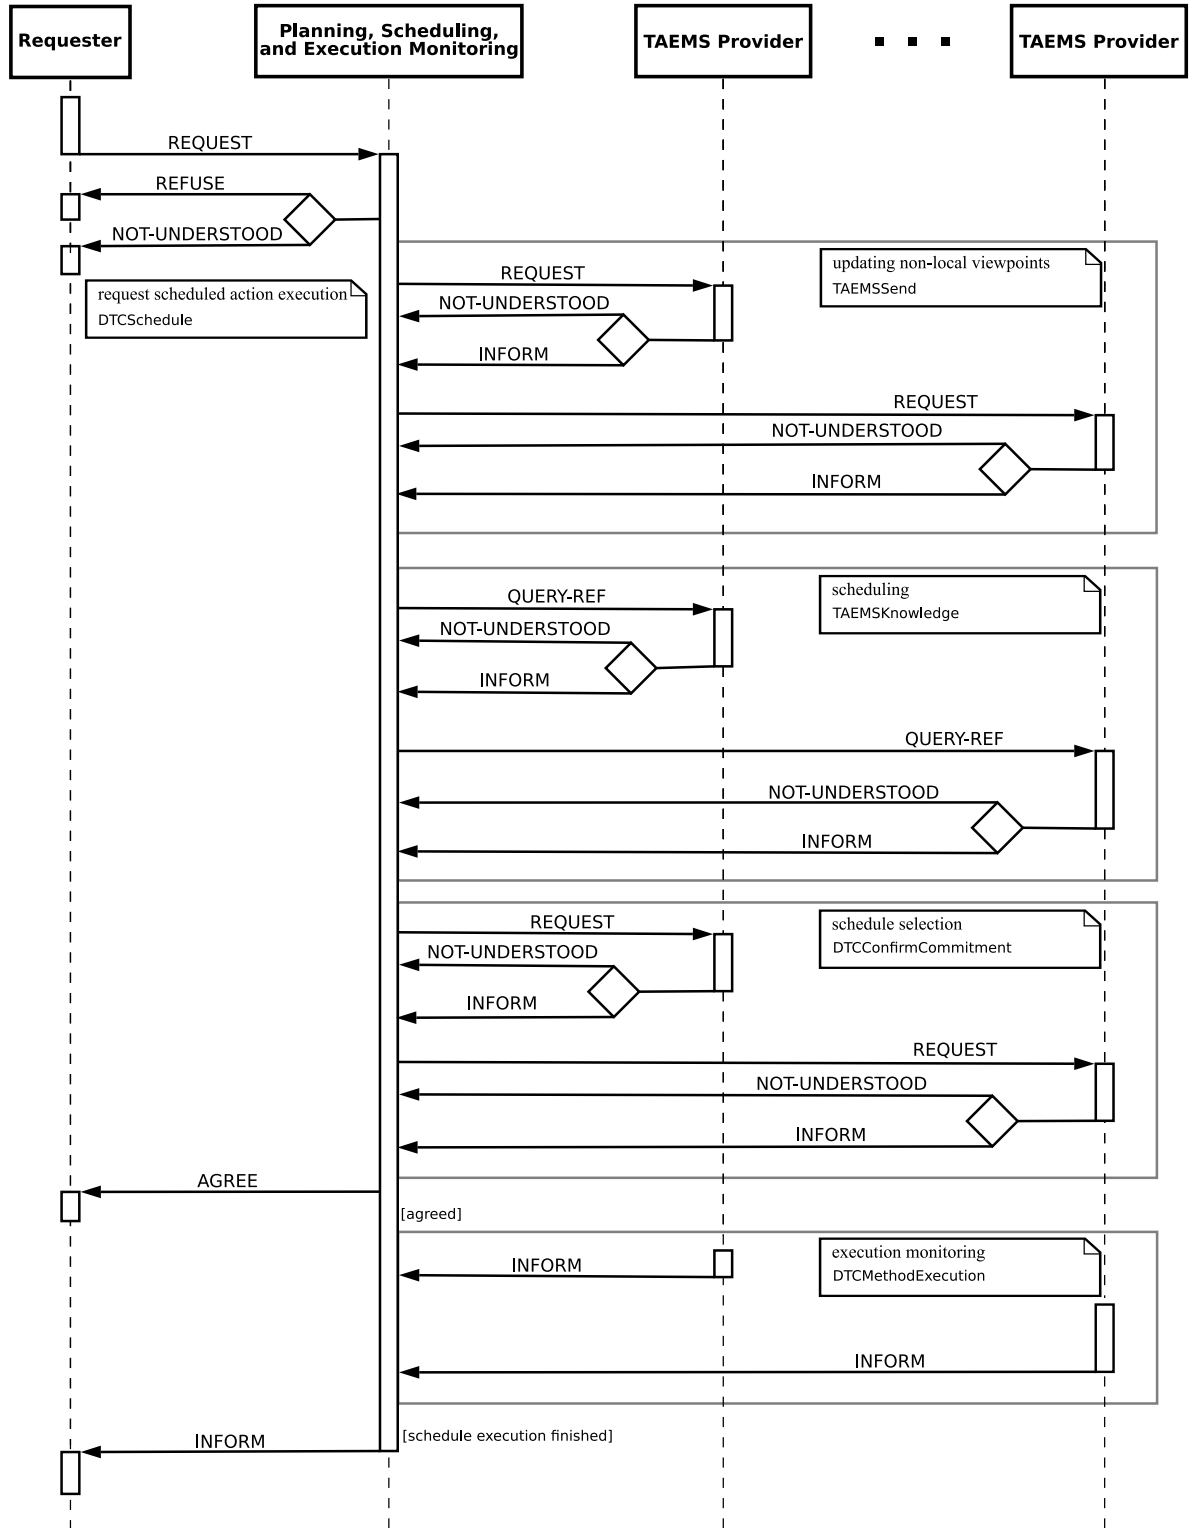 Requester
Planning, Scheduling,
and Execution Monitoring
TAEMS Provider
TAEMS Provider
REQUEST
REFUSE
NOT-UNDERSTOOD
request scheduled action execution
DTCSchedule
updating non-local viewpoints
TAEMSSend
REQUEST
NOT-UNDERSTOOD
INFORM
REQUEST
NOT-UNDERSTOOD
INFORM
scheduling
TAEMSKnowledge
QUERY-REF
NOT-UNDERSTOOD
INFORM
QUERY-REF
NOT-UNDERSTOOD
INFORM
schedule selection
DTCConfirmCommitment
REQUEST
NOT-UNDERSTOOD
INFORM
REQUEST
NOT-UNDERSTOOD
INFORM
AGREE
[agreed]
execution monitoring
DTCMethodExecution
INFORM
INFORM
[schedule execution finished]
INFORM